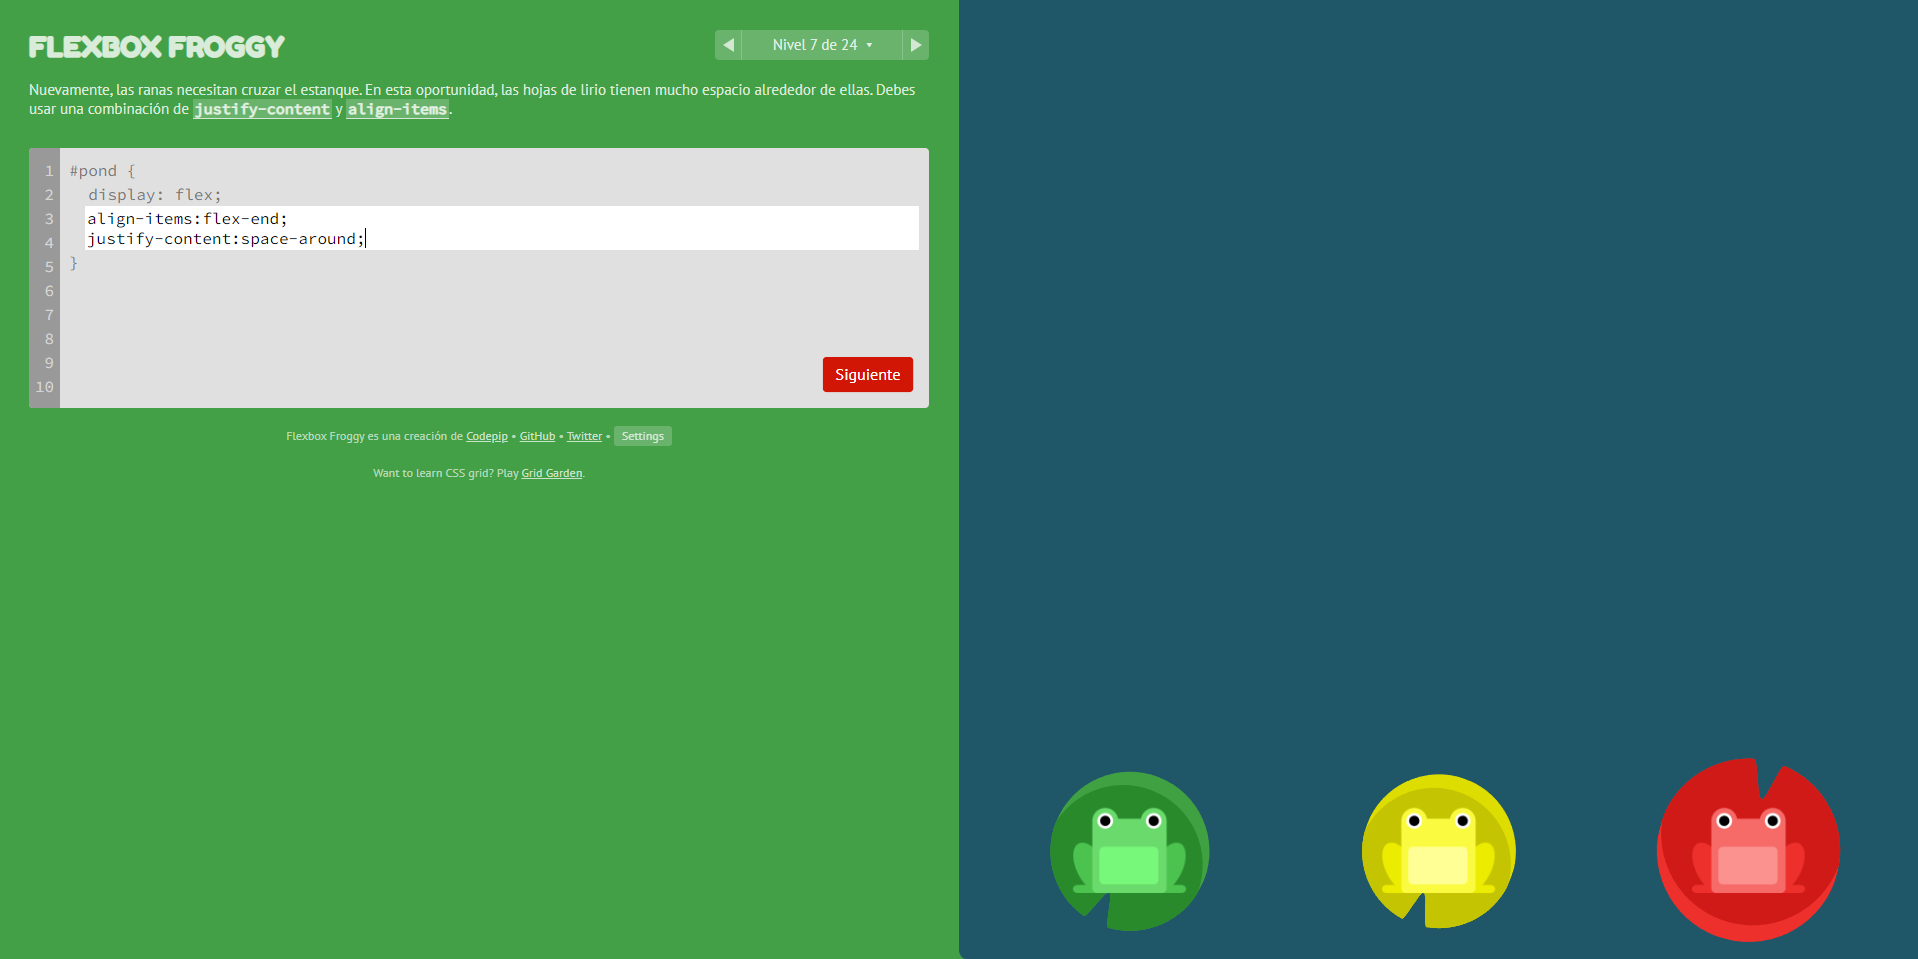 FLEXBOX FROGGY
◀ Nivel 7 de 24 ▾ ▶
Nuevamente, las ranas necesitan cruzar el estanque. En esta oportunidad, las hojas de lirio tienen mucho espacio alrededor de ellas. Debes
usar una combinación de justify-content y align-items.
1 #pond {
2 display: flex;
3 align-items:flex-end;
4 justify-content:space-around;
5 }
6
7
8
9
10
Siguiente
Flexbox Froggy es una creación de Codepip • GitHub • Twitter • Settings
Want to learn CSS grid? Play Grid Garden.